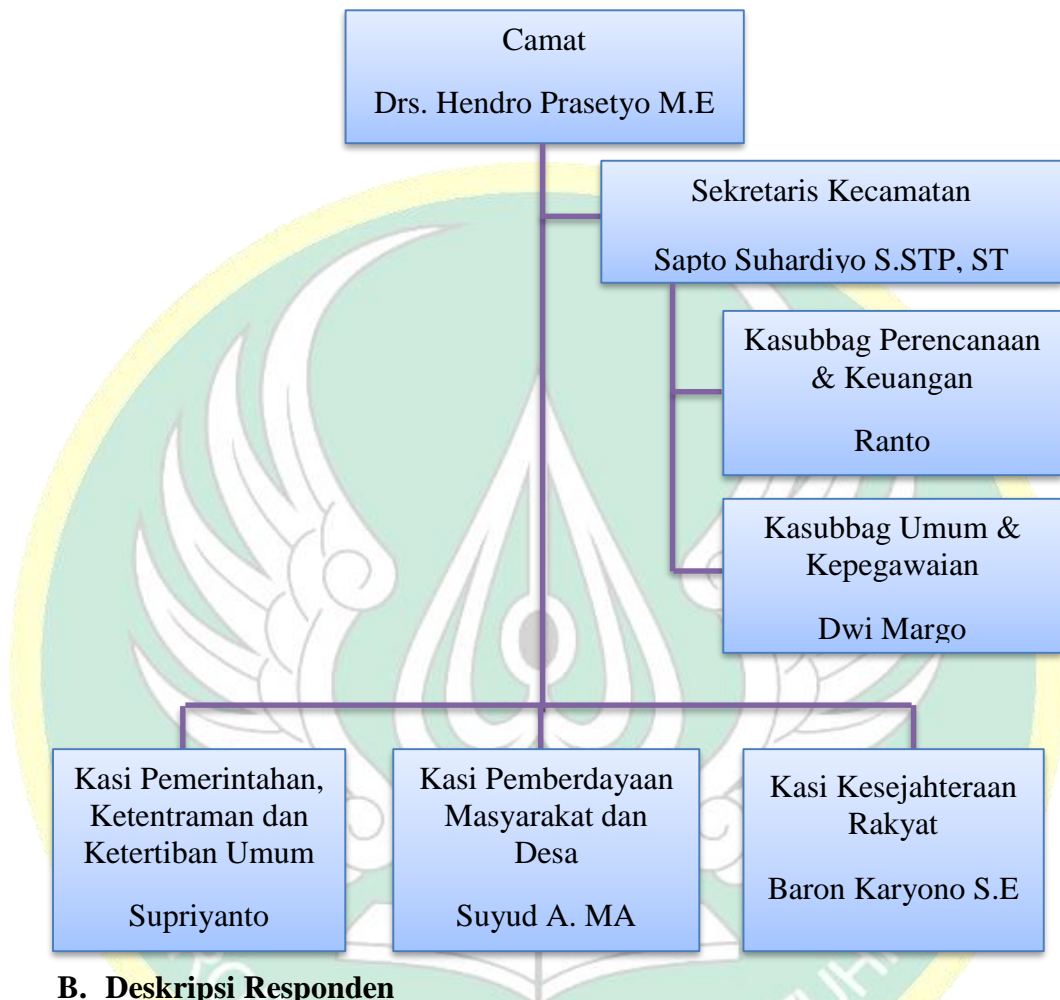 Camat
Drs. Hendro Prasetyo M.E
Sekretaris Kecamatan
Sapto Suhardiyo S.STP, ST
Kasubbag Perencanaan
& Keuangan
Ranto
Kasubbag Umum &
Kepegawaian
Dwi Margo
Kasi Pemerintahan,
Ketentraman dan
Ketertiban Umum
Supriyanto
Kasi Pemberdayaan
Masyarakat dan
Desa
Suyud A. MA
Kasi Kesejahteraan
Rakyat
Baron Karyono S.E
B. Deskripsi Responden